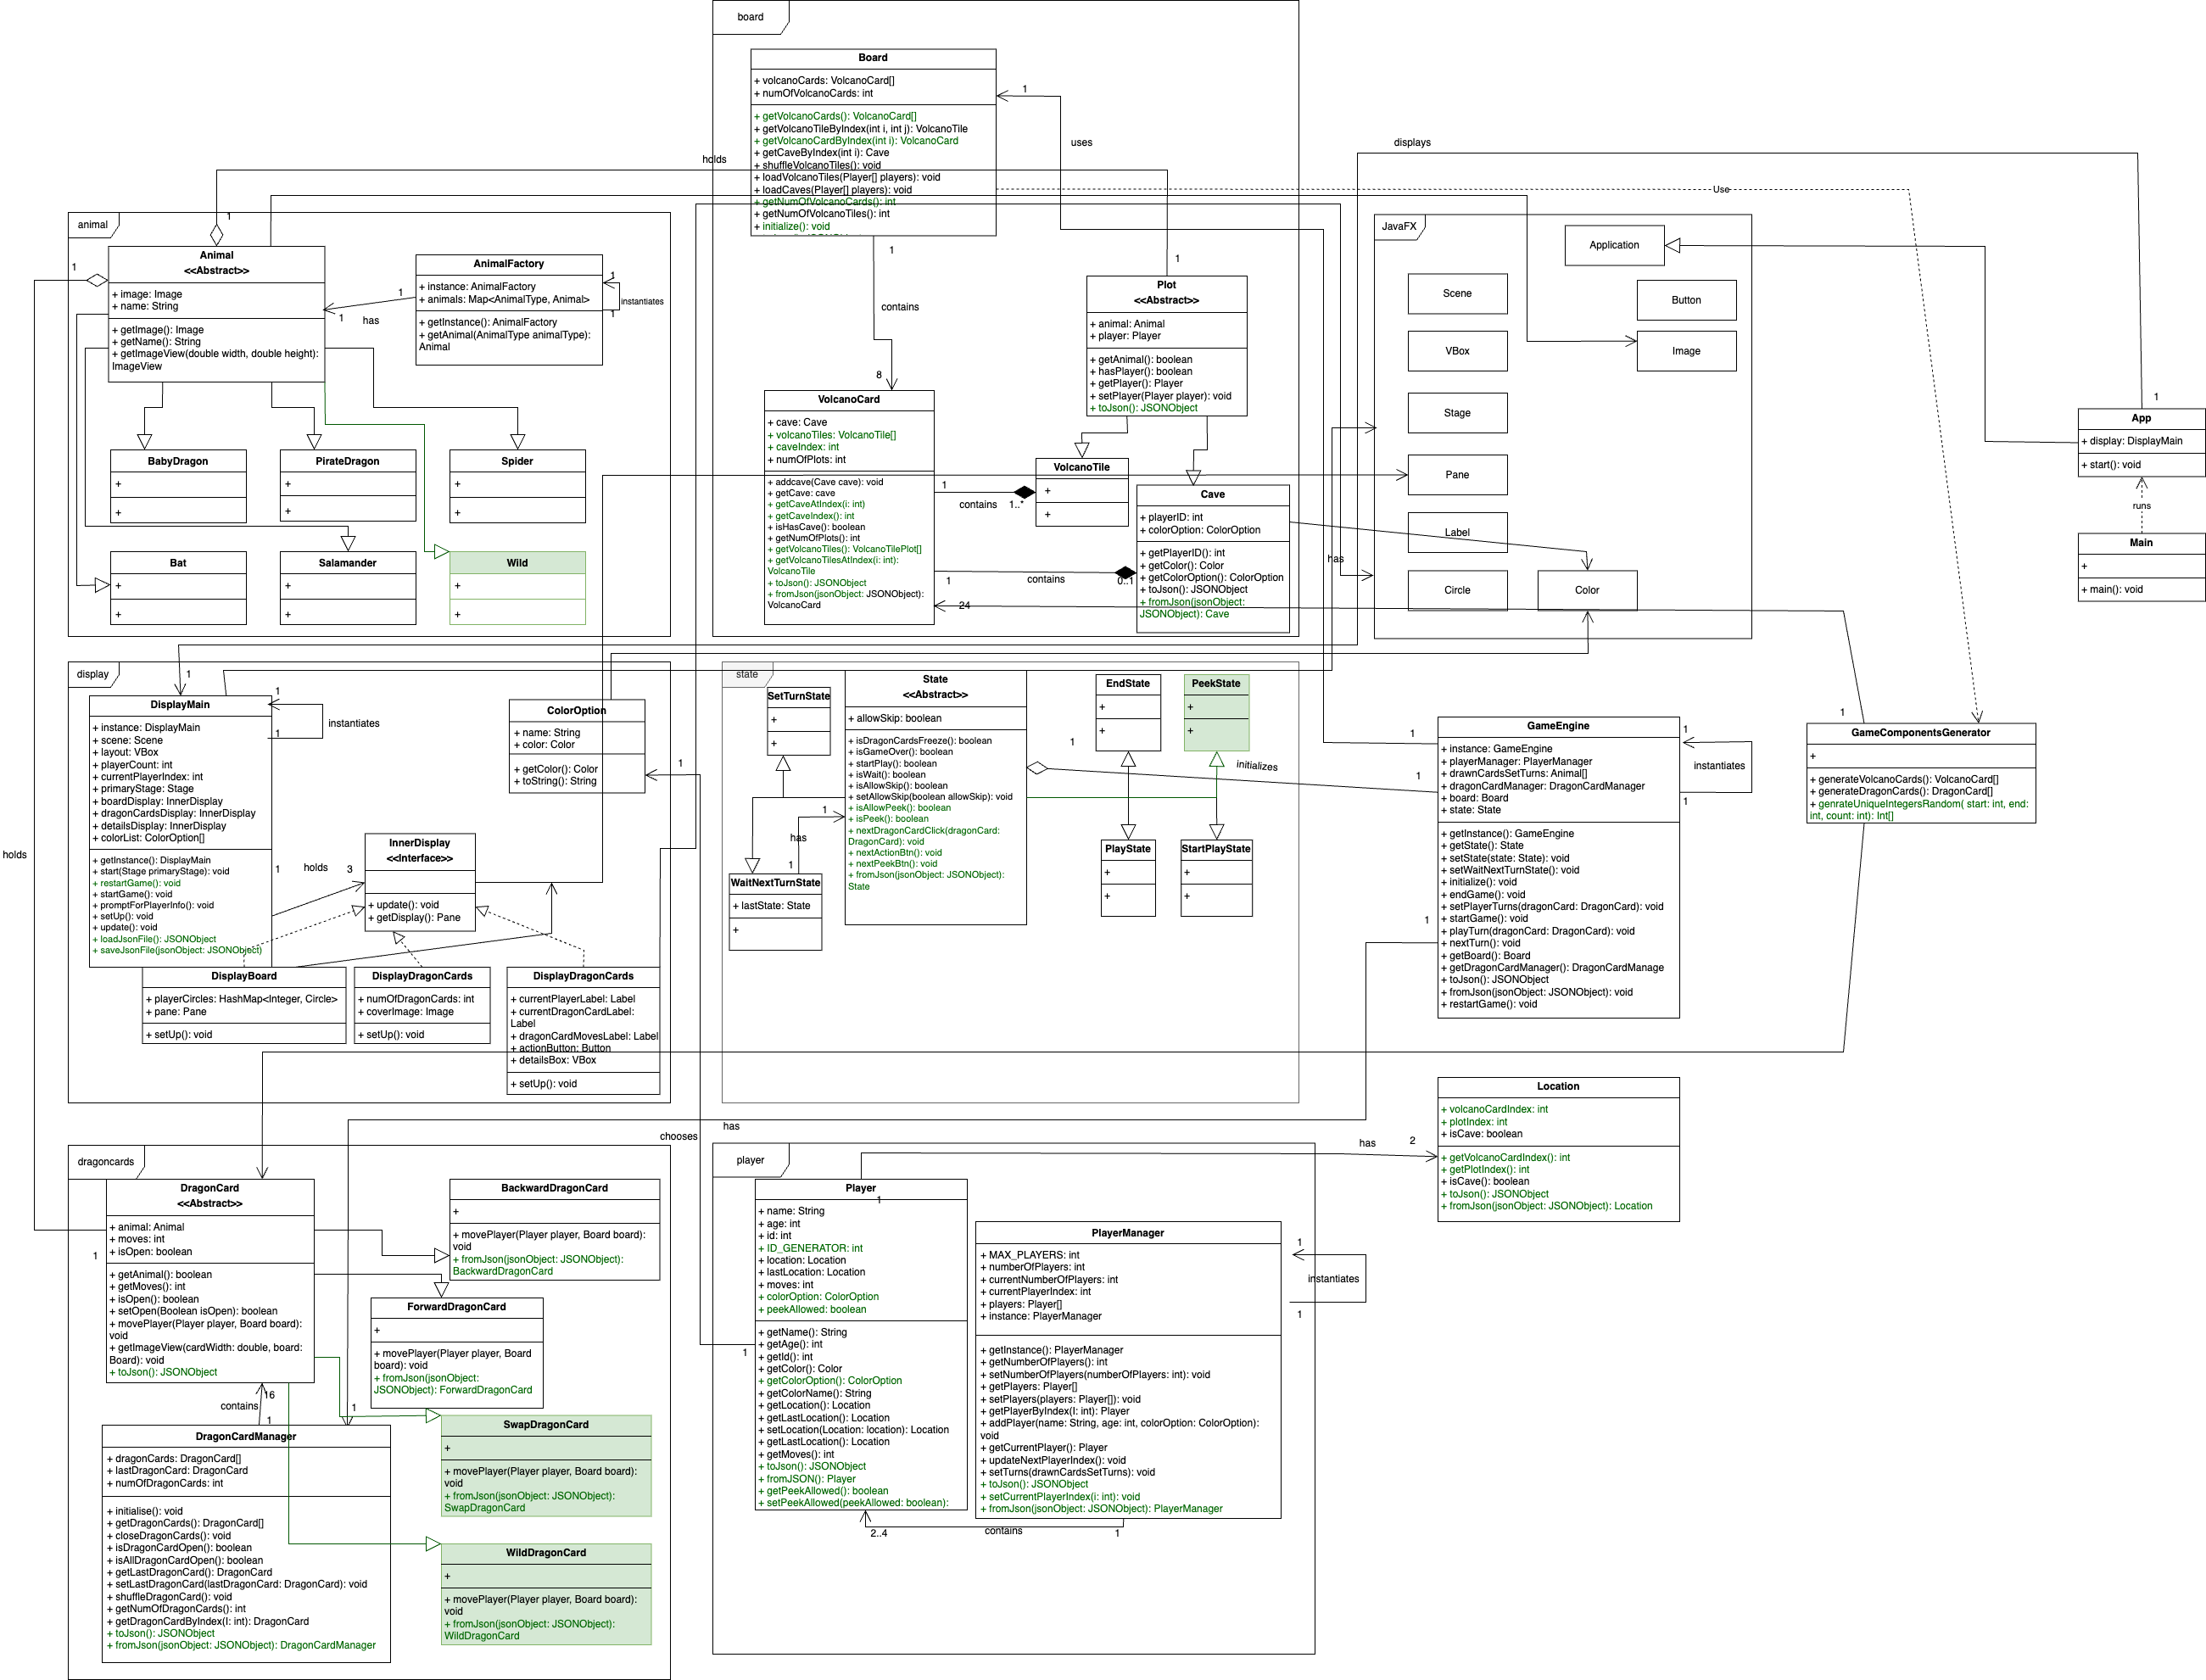 board
Board
+ volcanoCards: VolcanoCard[]
+ numOfVolcanoCards: int
+ getVolcanoCards(): VolcanoCard[]
+ getVolcanoTileByIndex(int i, int j): VolcanoTile
+ getVolcanoCardByIndex(int i): VolcanoCard
+ getCaveByIndex(int i): Cave
+ shuffleVolcanoTiles(): void
+ loadVolcanoTiles(Player[] players): void
+ loadCaves(Player[] players): void
+ getNumOfVolcanoCards(): int
+ getNumOfVolcanoTiles(): int
+ initialize(): void
1
uses
holds
displays
Use
1
contains
8
1
Plot
<<Abstract>>
+ animal: Animal
+ player: Player
+ getAnimal(): boolean
+ hasPlayer(): boolean
+ getPlayer(): Player
+ setPlayer(Player player): void
+ toJson(): JSONObject
VolcanoCard
+ cave: Cave
+ volcanoTiles: VolcanoTile[]
+ caveIndex: int
+ numOfPlots: int
+ addcave(Cave cave): void
+ getCave: cave
+ getCaveAtIndex(i: int)
+ getCaveIndex(): int
+ isHasCave(): boolean
+ getNumOfPlots(): int
+ getVolcanoTiles(): VolcanoTilePlot[]
+ getVolcanoTilesAtIndex(i: int):
VolcanoTile
+ toJson(): JSONObject
+ fromJson(jsonObject: JSONObject):
VolcanoCard
1
contains
1..*
VolcanoTile
+
+
1
contains
0..1
24
Cave
+ playerID: int
+ colorOption: ColorOption
+ getPlayerID(): int
+ getColor(): Color
+ getColorOption(): ColorOption
+ toJson(): JSONObject
+ fromJson(jsonObject:
JSONObject): Cave
animal
1
1
Animal
<<Abstract>>
+ image: Image
+ name: String
+ getImage(): Image
+ getName(): String
+ getImageView(double width, double height):
ImageView
AnimalFactory
+ instance: AnimalFactory
+ animals: Map<AnimalType, Animal>
+ getInstance(): AnimalFactory
+ getAnimal(AnimalType animalType):
Animal
1
instantiates
1
1
has
1
BabyDragon
+
+
PirateDragon
+
+
Spider
+
+
Bat
+
+
Salamander
+
+
Wild
+
+
JavaFX
Application
Scene
Button
VBox
Image
Stage
Pane
Label
Circle
Color
has
1
App
+ display: DisplayMain
+ start(): void
runs
Main
+
+ main(): void
display
1
DisplayMain
+ instance: DisplayMain
+ scene: Scene
+ layout: VBox
+ playerCount: int
+ currentPlayerIndex: int
+ primaryStage: Stage
+ boardDisplay: InnerDisplay
+ dragonCardsDisplay: InnerDisplay
+ detailsDisplay: InnerDisplay
+ colorList: ColorOption[]
+ getInstance(): DisplayMain
+ start(Stage primaryStage): void
+ restartGame(): void
+ startGame(): void
+ promptForPlayerInfo(): void
+ setUp(): void
+ update(): void
+ loadJsonFile(): JSONObject
+ saveJsonFile(jsonObject: JSONObject)
1
instantiates
1
ColorOption
+ name: String
+ color: Color
+ getColor(): Color
+ toString(): String
1
1
holds
3
InnerDisplay
<<Interface>>
+ update(): void
+ getDisplay(): Pane
DisplayBoard
+ playerCircles: HashMap<Integer, Circle>
+ pane: Pane
+ setUp(): void
DisplayDragonCards
+ numOfDragonCards: int
+ coverImage: Image
+ setUp(): void
DisplayDragonCards
+ currentPlayerLabel: Label
+ currentDragonCardLabel:
Label
+ dragonCardMovesLabel: Label
+ actionButton: Button
+ detailsBox: VBox
+ setUp(): void
holds
state
SetTurnState
+
+
State
<<Abstract>>
+ allowSkip: boolean
+ isDragonCardsFreeze(): boolean
+ isGameOver(): boolean
+ startPlay(): boolean
+ isWait(): boolean
+ isAllowSkip(): boolean
+ setAllowSkip(boolean allowSkip): void
+ isAllowPeek(): boolean
+ isPeek(): boolean
+ nextDragonCardClick(dragonCard:
DragonCard): void
+ nextActionBtn(): void
+ nextPeekBtn(): void
+ fromJson(jsonObject: JSONObject):
State
EndState
+
+
PeekState
+
+
1
initializes
1
1
has
1
WaitNextTurnState
+ lastState: State
+
PlayState
+
+
StartPlayState
+
+
1
GameEngine
+ instance: GameEngine
+ playerManager: PlayerManager
+ drawnCardsSetTurns: Animal[]
+ dragonCardManager: DragonCardManager
+ board: Board
+ state: State
+ getInstance(): GameEngine
+ getState(): State
+ setState(state: State): void
+ setWaitNextTurnState(): void
+ initialize(): void
+ endGame(): void
+ setPlayerTurns(dragonCard: DragonCard): void
+ startGame(): void
+ playTurn(dragonCard: DragonCard): void
+ nextTurn(): void
+ getBoard(): Board
+ getDragonCardManager(): DragonCardManage
+ toJson(): JSONObject
+ fromJson(jsonObject: JSONObject): void
+ restartGame(): void
1
1
instantiates
1
1
GameComponentsGenerator
+
+ generateVolcanoCards(): VolcanoCard[]
+ generateDragonCards(): DragonCard[]
+ genrateUniqueIntegersRandom( start: int, end:
int, count: int): Int[]
Location
+ volcanoCardIndex: int
+ plotIndex: int
+ isCave: boolean
+ getVolcanoCardIndex(): int
+ getPlotIndex(): int
+ isCave(): boolean
+ toJson(): JSONObject
+ fromJson(jsonObject: JSONObject): Location
has
2
has
chooses
dragoncards
DragonCard
<<Abstract>>
+ animal: Animal
+ moves: int
+ isOpen: boolean
+ getAnimal(): boolean
+ getMoves(): int
+ isOpen(): boolean
+ setOpen(Boolean isOpen): boolean
+ movePlayer(Player player, Board board):
void
+ getImageView(cardWidth: double, board:
Board): void
+ toJson(): JSONObject
1
BackwardDragonCard
+
+ movePlayer(Player player, Board board):
void
+ fromJson(jsonObject: JSONObject):
BackwardDragonCard
ForwardDragonCard
+
+ movePlayer(Player player, Board
board): void
+ fromJson(jsonObject:
JSONObject): ForwardDragonCard
16
contains
1
1
SwapDragonCard
+
+ movePlayer(Player player, Board board):
void
+ fromJson(jsonObject: JSONObject):
SwapDragonCard
DragonCardManager
+ dragonCards: DragonCard[]
+ lastDragonCard: DragonCard
+ numOfDragonCards: int
+ initialise(): void
+ getDragonCards(): DragonCard[]
+ closeDragonCards(): void
+ isDragonCardOpen(): boolean
+ isAllDragonCardOpen(): boolean
+ getLastDragonCard(): DragonCard
+ setLastDragonCard(lastDragonCard: DragonCard): void
+ shuffleDragonCard(): void
+ getNumOfDragonCards(): int
+ getDragonCardByIndex(I: int): DragonCard
+ toJson(): JSONObject
+ fromJson(jsonObject: JSONObject): DragonCardManager
WildDragonCard
+
+ movePlayer(Player player, Board board):
void
+ fromJson(jsonObject: JSONObject):
WildDragonCard
player
Player
1
+ name: String
+ age: int
+ id: int
+ ID_GENERATOR: int
+ location: Location
+ lastLocation: Location
+ moves: int
+ colorOption: ColorOption
+ peekAllowed: boolean
+ getName(): String
+ getAge(): int
+ getId(): int
+ getColor(): Color
+ getColorOption(): ColorOption
+ getColorName(): String
+ getLocation(): Location
+ getLastLocation(): Location
+ setLocation(Location: location): Location
+ getLastLocation(): Location
+ getMoves(): int
+ toJson(): JSONObject
+ fromJSON(): Player
+ getPeekAllowed(): boolean
+ setPeekAllowed(peekAllowed: boolean):
1
PlayerManager
+ MAX_PLAYERS: int
+ numberOfPlayers: int
+ currentNumberOfPlayers: int
+ currentPlayerIndex: int
+ players: Player[]
+ instance: PlayerManager
+ getInstance(): PlayerManager
+ getNumberOfPlayers(): int
+ setNumberOfPlayers(numberOfPlayers: int): void
+ getPlayers: Player[]
+ setPlayers(players: Player[]): void
+ getPlayerByIndex(I: int): Player
+ addPlayer(name: String, age: int, colorOption: ColorOption):
void
+ getCurrentPlayer(): Player
+ updateNextPlayerIndex(): void
+ setTurns(drawnCardsSetTurns): void
+ toJson(): JSONObject
+ setCurrentPlayerIndex(i: int): void
+ fromJson(jsonObject: JSONObject): PlayerManager
1
instantiates
1
2..4
contains
1